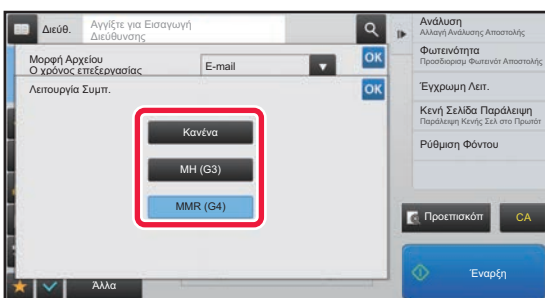 Διεύθ.
Αγγίξτε για Εισαγωγή
Διεύθυνσης
Μορφή Αρχείου
Ο χρόνος επεξεργασίας
E-mail
OK
Λειτουργία Συμπ.
OK
Κανένα
MH (G3)
MMR (G4)
Άλλα
Ανάλυση
Αλλαγή Ανάλυσης Αποστολής
Φωτεινότητα
Προσδιορισμ Φωτεινότ Αποστολής
Έγχρωμη Λειτ.
Κενή Σελίδα Παράλειψη
Παράλειψη Κενής Σελ στο Πρωτότ
Ρύθμιση Φόντου
Προεπισκόπ
CA
Έναρξη